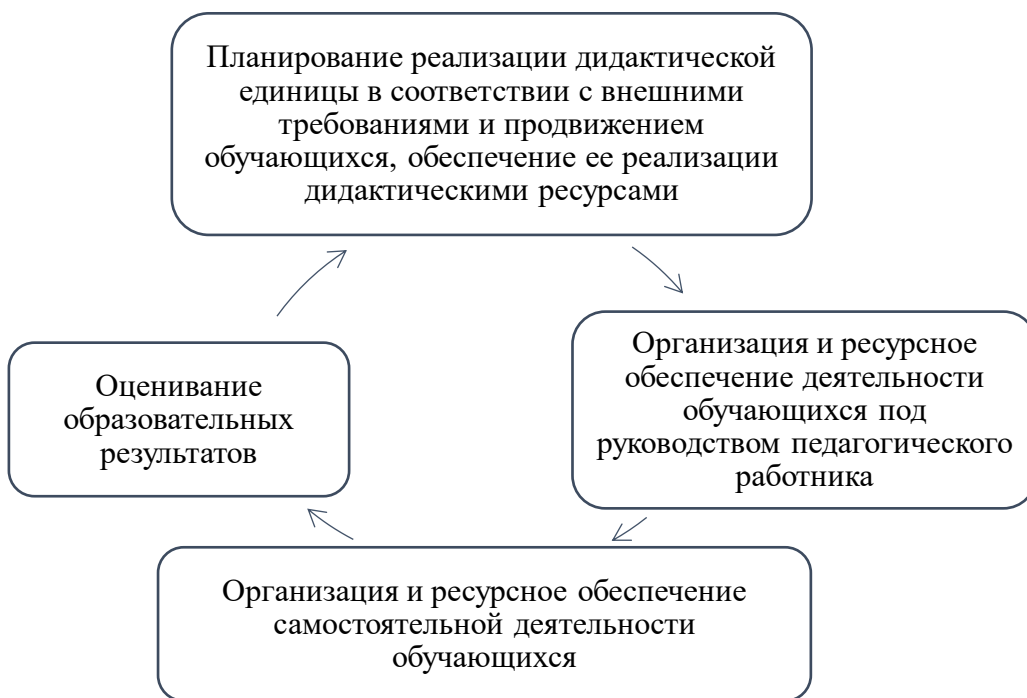 Планирование реализации дидактической
единицы в соответствии с внешними
требованиями и продвижением
обучающихся, обеспечение ее реализации
дидактическими ресурсами
Организация и ресурсное
обеспечение деятельности
обучающихся под
руководством педагогического
работника
Организация и ресурсное обеспечение
самостоятельной деятельности
обучающихся
Оценивание
образовательных
результатов